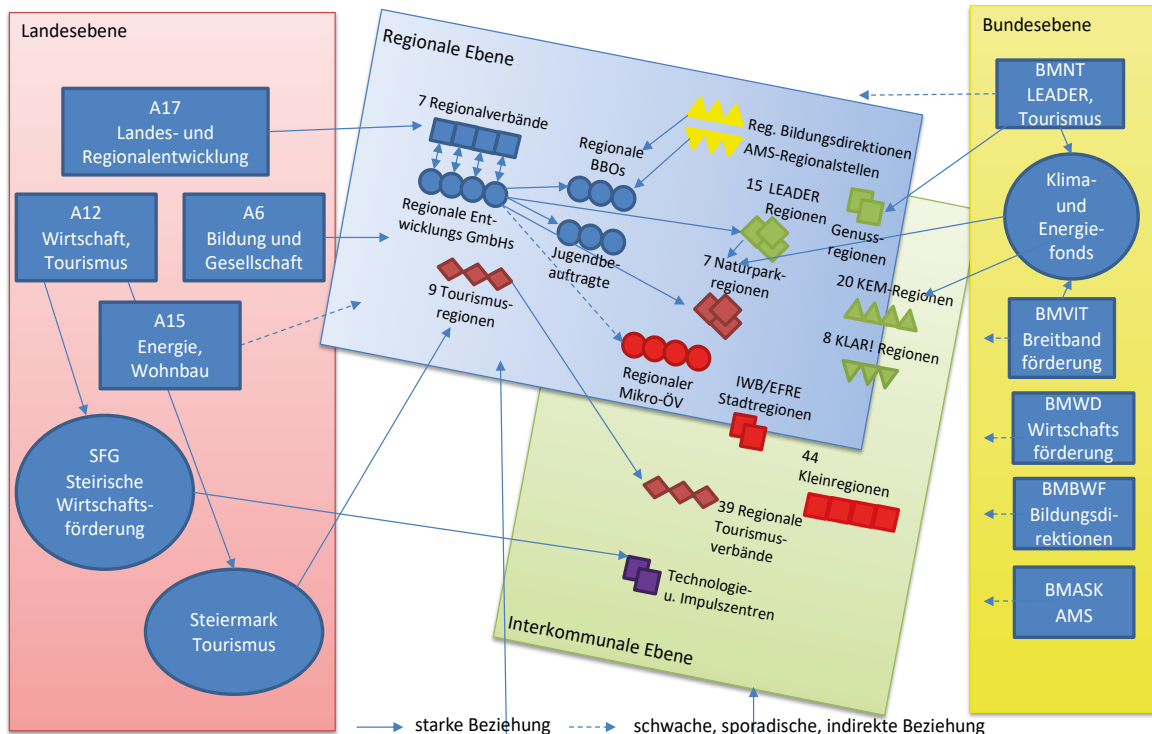 Landesebene
A17
Landes- und
Regionalentwicklung
A12
Wirtschaft,
Tourismus
A6
Bildung und
Gesellschaft
A15
Energie,
Wohnbau
SFG
Steirische
Wirtschafts-
förderung
Steiermark
Tourismus
Regionale Ebene
7 Regionalverbände
Regionale Ent-
wicklungs GmbHs
9 Tourismus-
regionen
Regionale
BBOs
Jugendbe-
auftragte
Reg. Bildungsdirektionen
AMS-Regionalstellen
15 LEADER
Regionen
Genuss-
regionen
7 Naturpark-
regionen
20 KEM-Regionen
8 KLAR! Regionen
Regionaler
Mikro-ÖV
IWB/EFRE
Stadtregionen
44
Kleinregionen
39 Regionale
Tourismus-
verbände
Technologie-
u. Impulszentren
Interkommunale Ebene
Bundesebene
BMNT
LEADER,
Tourismus
Klima-
und
Energie-
fonds
BMVIT
Breitband
förderung
BMWD
Wirtschafts
förderung
BMBWF
Bildungsdi-
rektionen
BMASK
AMS
starke Beziehung
schwache, sporadische, indirekte Beziehung